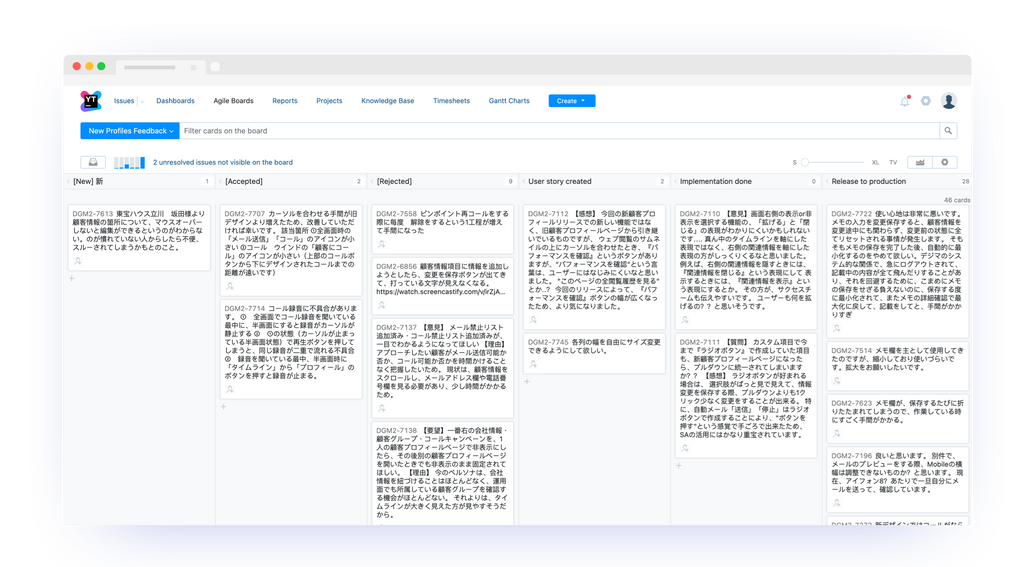 YT
Issues
Dashboards
Agile Boards
Reports
Projects
Knowledge Base
Timesheets
Gantt Charts
Create
New Profiles Feedback
Filter cards on the board
2 unresolved issues not visible on the board
S
XL
TV
[New] 新
1
[Accepted]
2
[Rejected]
9
User story created
2
Implementation done
0
Release to production
28
46 cards
DGM2-7613 東宝ハウス立川 坂田様より
顧客情報の箇所について、マウスオーバー
しないと編集ができるというのがわからな
い。のが慣れていない人からしたら不便、
スルーされてしまうかもとのこと。
DGM2-7707 カーソルを合わせる手間が旧
デザインより増えたため、改善していただ
ければ幸いです。 該当箇所 ①全画面時の
「メール送信」「コール」のアイコンが小
さい ②コール ウインドの「顧客にコー
ル」のアイコンが小さい（上部のコールボ
タンから下にデザインされたコールまでの
距離が遠いです）
DGM2-7714 コール録音に不具合がありま
す。 ① 全画面でコール録音を聞いている
最中に、半画面にすると録音がカーソルが
静止する ② ①の状態（カーソルが止まっ
ている半画面状態）で再生ボタンを押して
しまうと、同じ録音が二重で流れる不具合
③ 録音を聞いている最中、半画面時に
「タイムライン」から「プロフィール」の
ボタンを押すと録音が止まる。
DGM2-7558 ピンポイント再コールをする
際に毎度 解除をするという1工程が増え
て手間になった
DGM2-6856 顧客情報項目に情報を追加し
ようとしたら、変更を保存ボタンが出てき
て、打っている文字が見えなくなる。
https://watch.screencastify.com/v/lrZjA...
DGM2-7137 【意見】 メール禁止リスト
追加済み・コール禁止リスト追加済みが、
一目でわかるようになってほしい【理由】
アプローチしたい顧客がメール送信可能か
否か、コール可能か否かを時間かけること
なく把握したいため。 現状は、顧客情報を
スクロールし、メールアドレス欄や電話番
号欄を見る必要があり、少し時間がかかる
ため。
DGM2-7138 【要望】一番右の会社情報・
顧客グループ・コールキャンペーンを、1
人の顧客プロフィールページで非表示にし
たら、その後別の顧客プロフィールページ
を開いたときでも非表示のまま固定されて
ほしい。 【理由】 今のペルソナは、会社
情報を紐づけることはほとんどなく、運用
面でも所属している顧客グループを確認す
る機会がほとんどない。 それよりは、タイ
ムラインが大きく見えた方が見やすそうだ
から。
DGM2-7112 【感想】 今回の新顧客プロ
フィールリリースでの新しい機能ではな
く、旧顧客プロフィールページから引き継
いでいるものですが、 ウェブ閲覧のサムネ
イルの上にカーソルを合わせたとき、『パ
フォーマンスを確認』というボタンがあり
ますが、“パフォーマンスを確認”という言
葉は、ユーザーにはなじみにくいなと思い
ました。 “このページの全閲覧履歴を見る”
とか..？ 今回のリリースによって、『パフ
ォーマンスを確認』ボタンの幅が広くなっ
たため、より気になりました。
DGM2-7745 各列の幅を自由にサイズ変更
できるようにして欲しい。
DGM2-7110 【意見】画面右側の表示or非
表示を選択する機能の、「拡げる」と「閉
じる」の表現がわかりにくいかもしれない
です.... 真ん中のタイムラインを軸にした
表現ではなく、右側の関連情報を軸にした
表現の方がしっくりくるなと思いました。
例えば、右側の関連情報を隠すときには、
『関連情報を閉じる』という表現にして 表
示するときには、『関連情報を表示』とい
う表現にするとか。 その方が、サクセスチ
ームも伝えやすいです。 ユーザーも何を拡
げるの？？ と思いそうです。
DGM2-7111 【質問】 カスタム項目で今
まで『ラジオボタン』で作成していた項目
も、新顧客プロフィールページになった
ら、プルダウンに統一されてしまいます
か？？ 【感想】 ラジオボタンが好まれる
場合は、 選択肢がぱっと見で見えて、情報
変更を保存する際、プルダウンよりも1ク
リック少なく変更をすることが出来る。 特
に、自動メール「送信」「停止」はラジオ
ボタンで作成することにより、“ボタンを
押す”という感覚で手ごろで出来たため、
SAの活用にはかなり重宝されています。
DGM2-7722 使い心地は非常に悪いです。
メモの入力を変更保存すると、顧客情報を
変更途中にも関わらず、変更前の状態に全
てリセットされる事情が発生します。 そも
そもメモの保存を完了した後、自動的に最
小化するのをやめて欲しい。デジマのシス
テム的な関係で、急にログアウトされて、
記載中の内容が全て飛んだりすることがあ
り、それを回避するために、こまめにメモ
の保存をせざる負えないのに、保存する度
に最小化されて、またメモの詳細確認で最
大化に戻して、記載をしてと、手間がかか
りすぎ
DGM2-7514 メモ欄を主として使用してき
たのですが、縮小しており使いづらいで
す。拡大をお願いしたいです。
DGM2-7623 メモ欄が、保存するたびに折
りたたまれてしまうので、作業している時
にすごく手間がかかる。
DGM2-7196 良いと思います。 別件で、
メールのプレビューをする際、Mobileの横
幅は調整できないものか？と思います。 現
在、アイフォン8？あたりで一旦自分にメ
ールを送って、確認しています。